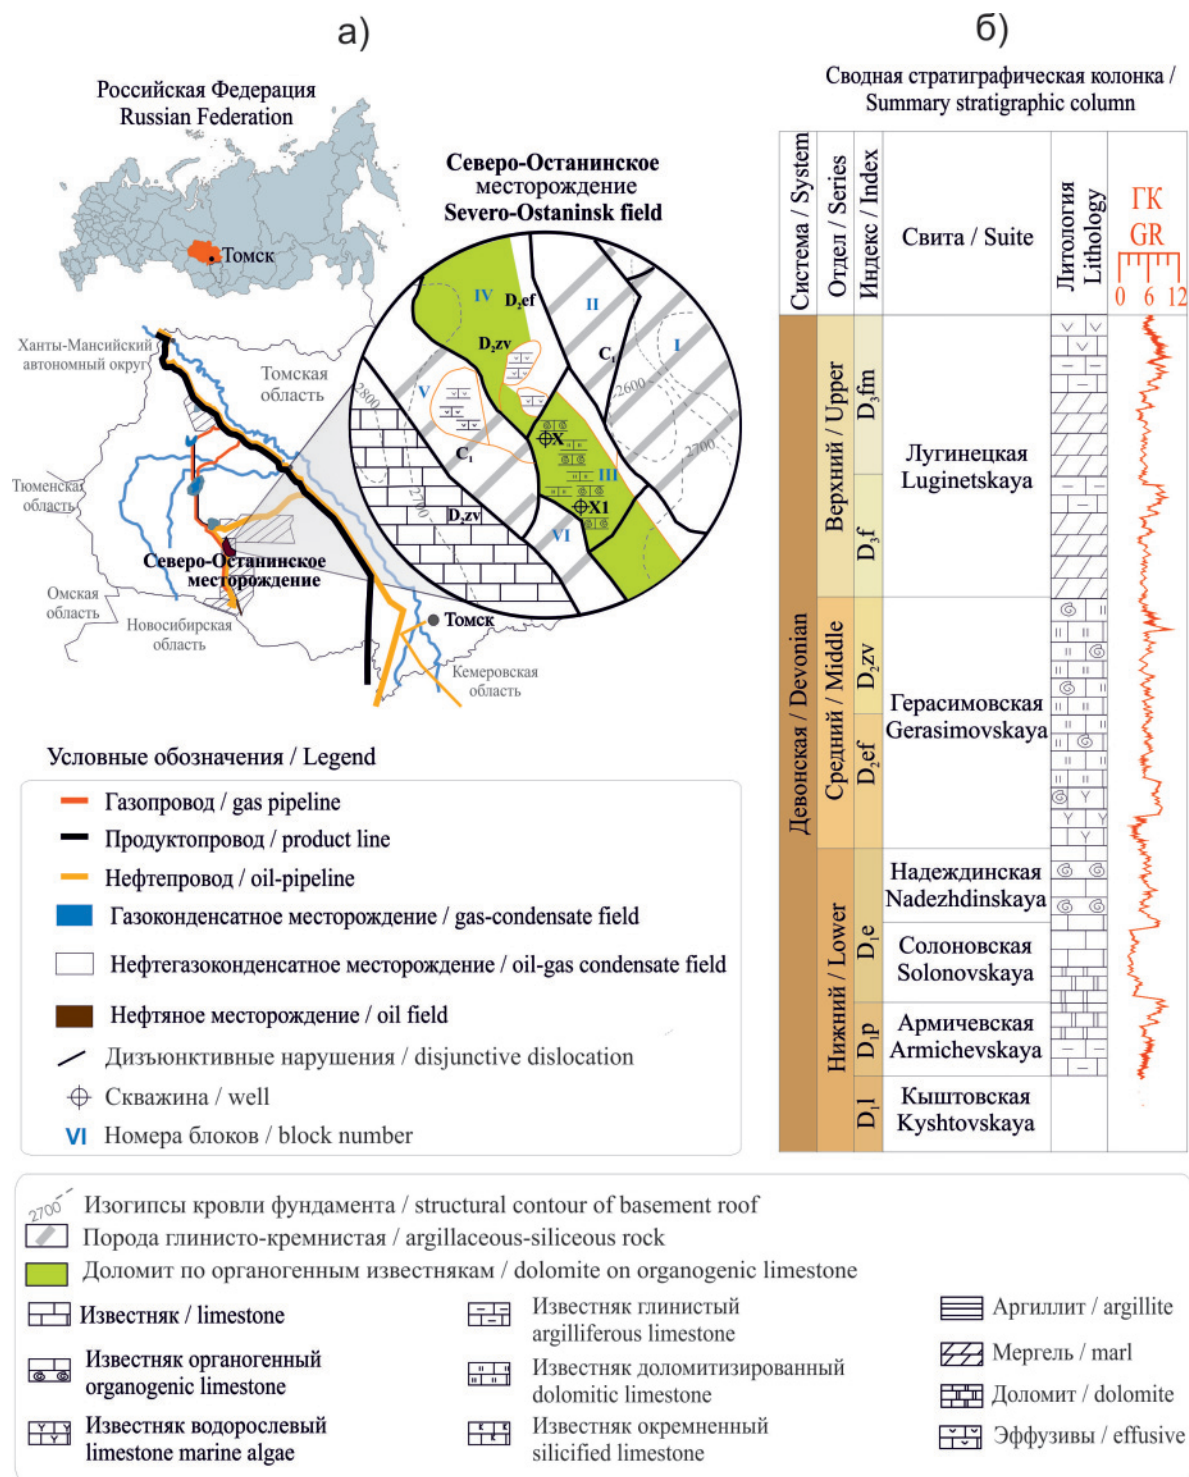 а)
Российская Федерация
Russian Federation
Томск
Северо-Останинское
месторождение
Severo-Ostaninsk field
IV
D₂ef
II
D₂zv
C₁
I
V
2800
2600
2700
X
C₁
III
2700
D₂zv
X1
VI
Ханты-Мансийский
автономный округ
Томская
область
Тюменская
область
Северо-Останинское
месторождение
Омская
область
Новосибирская
область
Томск
Кемеровская
область
Условные обозначения / Legend
Газопровод / gas pipeline
Продуктопровод / product line
Нефтепровод / oil-pipeline
Газоконденсатное месторождение / gas-condensate field
Нефтегазоконденсатное месторождение / oil-gas condensate field
Нефтяное месторождение / oil field
Дизъюнктивные нарушения / disjunctive dislocation
Скважина / well
VI Номера блоков / block number
б)
Сводная стратиграфическая колонка /
Summary stratigraphic column
Система / System
Отдел / Series
Индекс / Index
Свита / Suite
Литология
Lithology
ГК
GR
0 6 12
Девонская / Devonian
Верхний / Upper
D₃fm
D₃f
Лугинецкая
Luginetskaya
Средний / Middle
D₂zv
D₂ef
Герасимовская
Gerasimovskaya
Нижний / Lower
D₁e
Надеждинская
Nadezhdinskaya
Солоновская
Solonovskaya
D₁p
Армичевская
Armichevskaya
D₁l
Кыштовская
Kyshtovskaya
2700 Изогипсы кровли фундамента / structural contour of basement roof
Порода глинисто-кремнистая / argillaceous-siliceous rock
Доломит по органогенным известнякам / dolomite on organogenic limestone
Известняк / limestone
Известняк органогенный
organogenic limestone
Известняк водорослевый
limestone marine algae
Известняк глинистый
argilliferous limestone
Известняк доломитизированный
dolomitic limestone
Известняк окремненный
silicified limestone
Аргиллит / argillite
Мергель / marl
Доломит / dolomite
Эффузивы / effusive